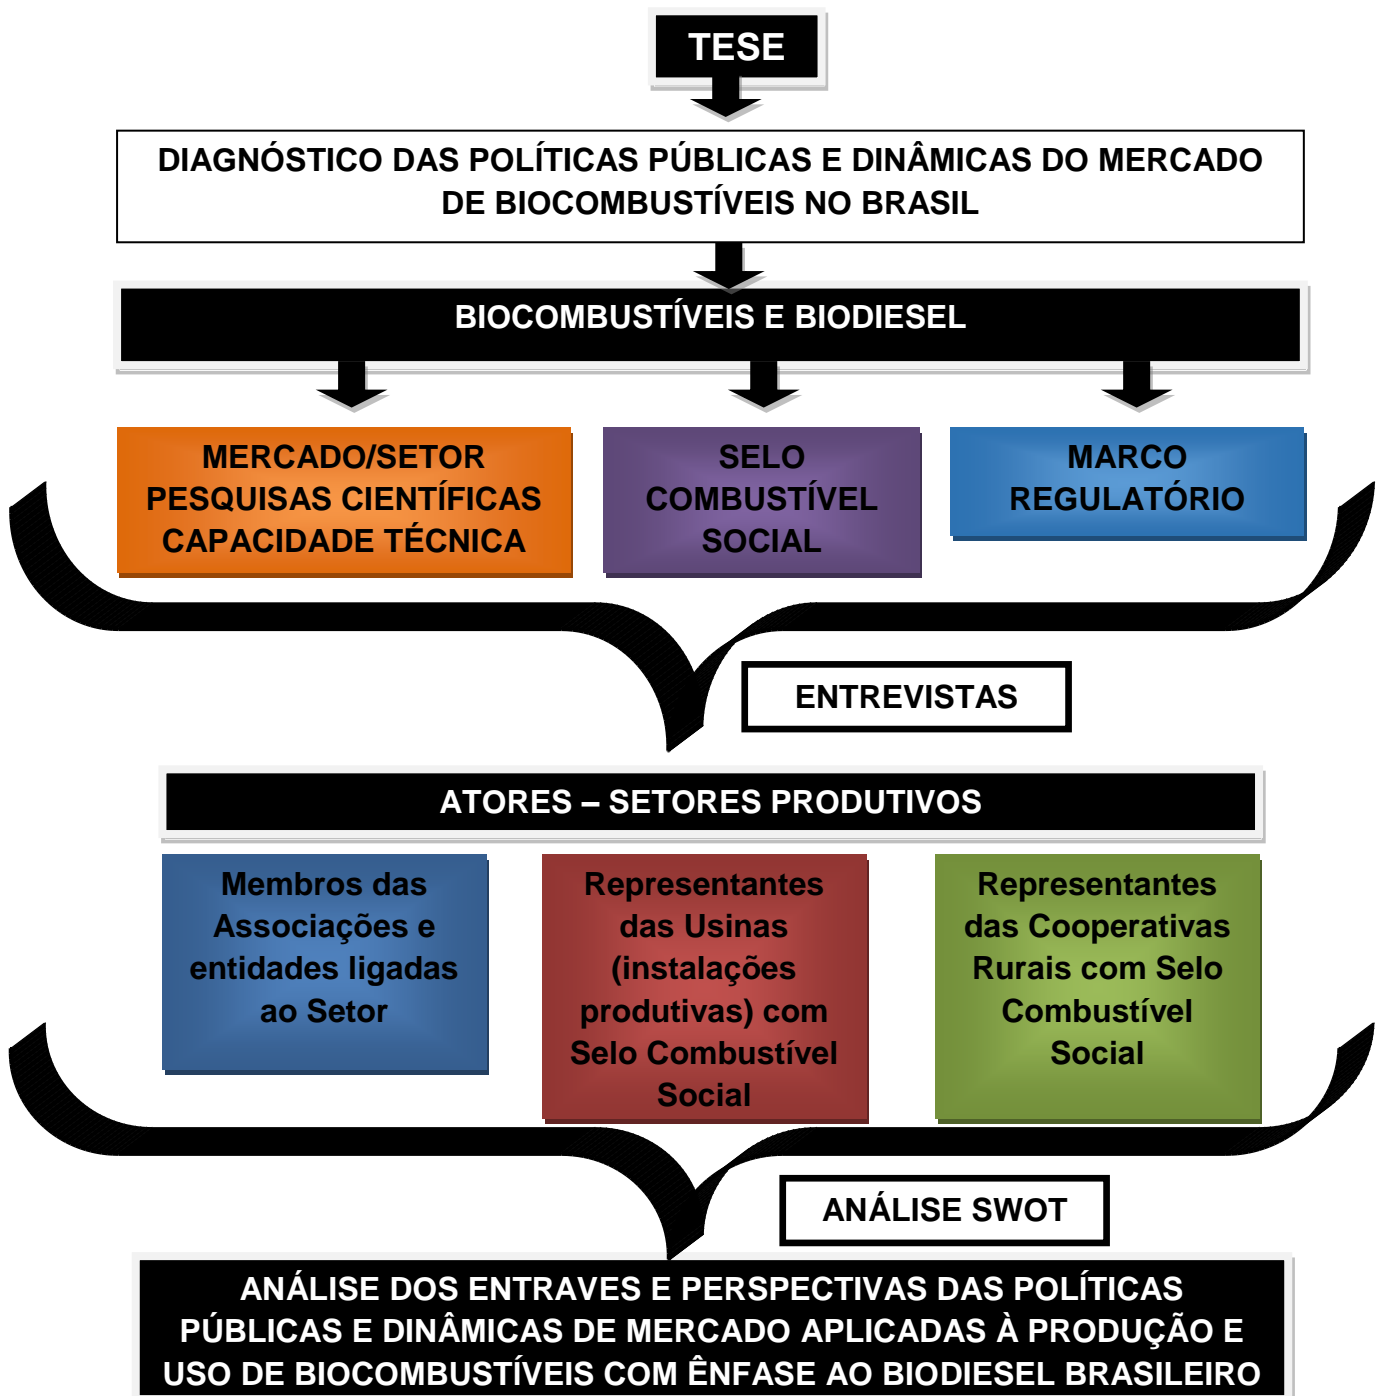 TESE
DIAGNÓSTICO DAS POLÍTICAS PÚBLICAS E DINÂMICAS DO MERCADO
DE BIOCOMBUSTÍVEIS NO BRASIL
BIOCOMBUSTÍVEIS E BIODIESEL
MERCADO/SETOR
PESQUISAS CIENTÍFICAS
CAPACIDADE TÉCNICA
SELO
COMBUSTÍVEL
SOCIAL
MARCO
REGULATÓRIO
ENTREVISTAS
ATORES – SETORES PRODUTIVOS
Membros das
Associações e
entidades ligadas
ao Setor
Representantes
das Usinas
(instalações
produtivas) com
Selo Combustível
Social
Representantes
das Cooperativas
Rurais com Selo
Combustível
Social
ANÁLISE SWOT
ANÁLISE DOS ENTRAVES E PERSPECTIVAS DAS POLÍTICAS
PÚBLICAS E DINÂMICAS DE MERCADO APLICADAS À PRODUÇÃO E
USO DE BIOCOMBUSTÍVEIS COM ÊNFASE AO BIODIESEL BRASILEIRO